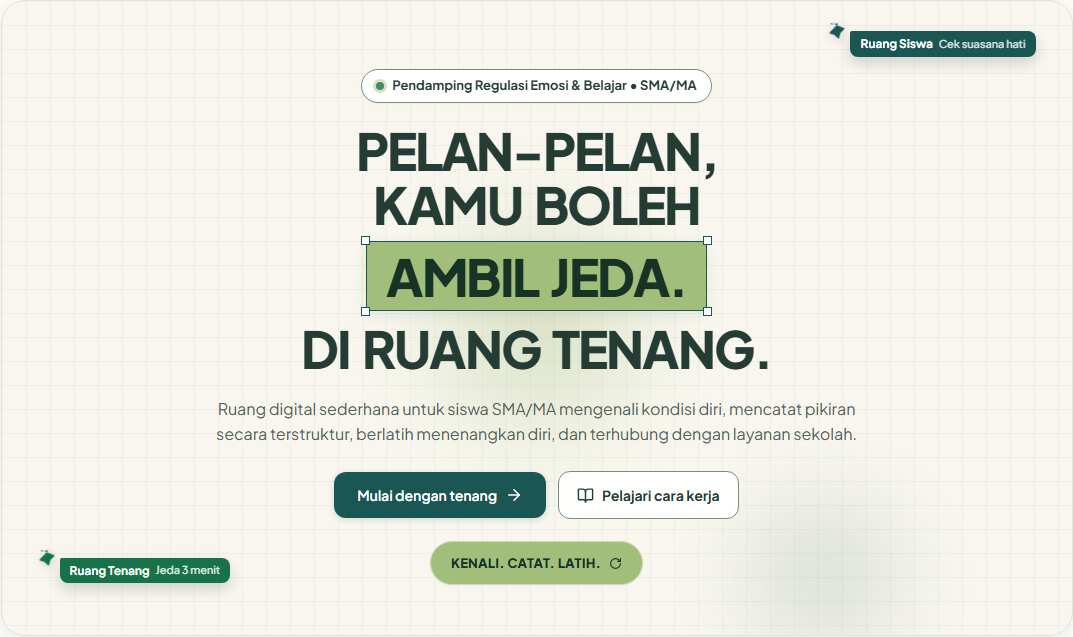 Ruang Siswa Cek suasana hati
Pendamping Regulasi Emosi & Belajar • SMA/MA
PELAN–PELAN,
KAMU BOLEH
AMBIL JEDA.
DI RUANG TENANG.
Ruang digital sederhana untuk siswa SMA/MA mengenali kondisi diri, mencatat pikiran
secara terstruktur, berlatih menenangkan diri, dan terhubung dengan layanan sekolah.
Mulai dengan tenang →
Pelajari cara kerja
KENALI. CATAT. LATIH.
Ruang Tenang Jeda 3 menit